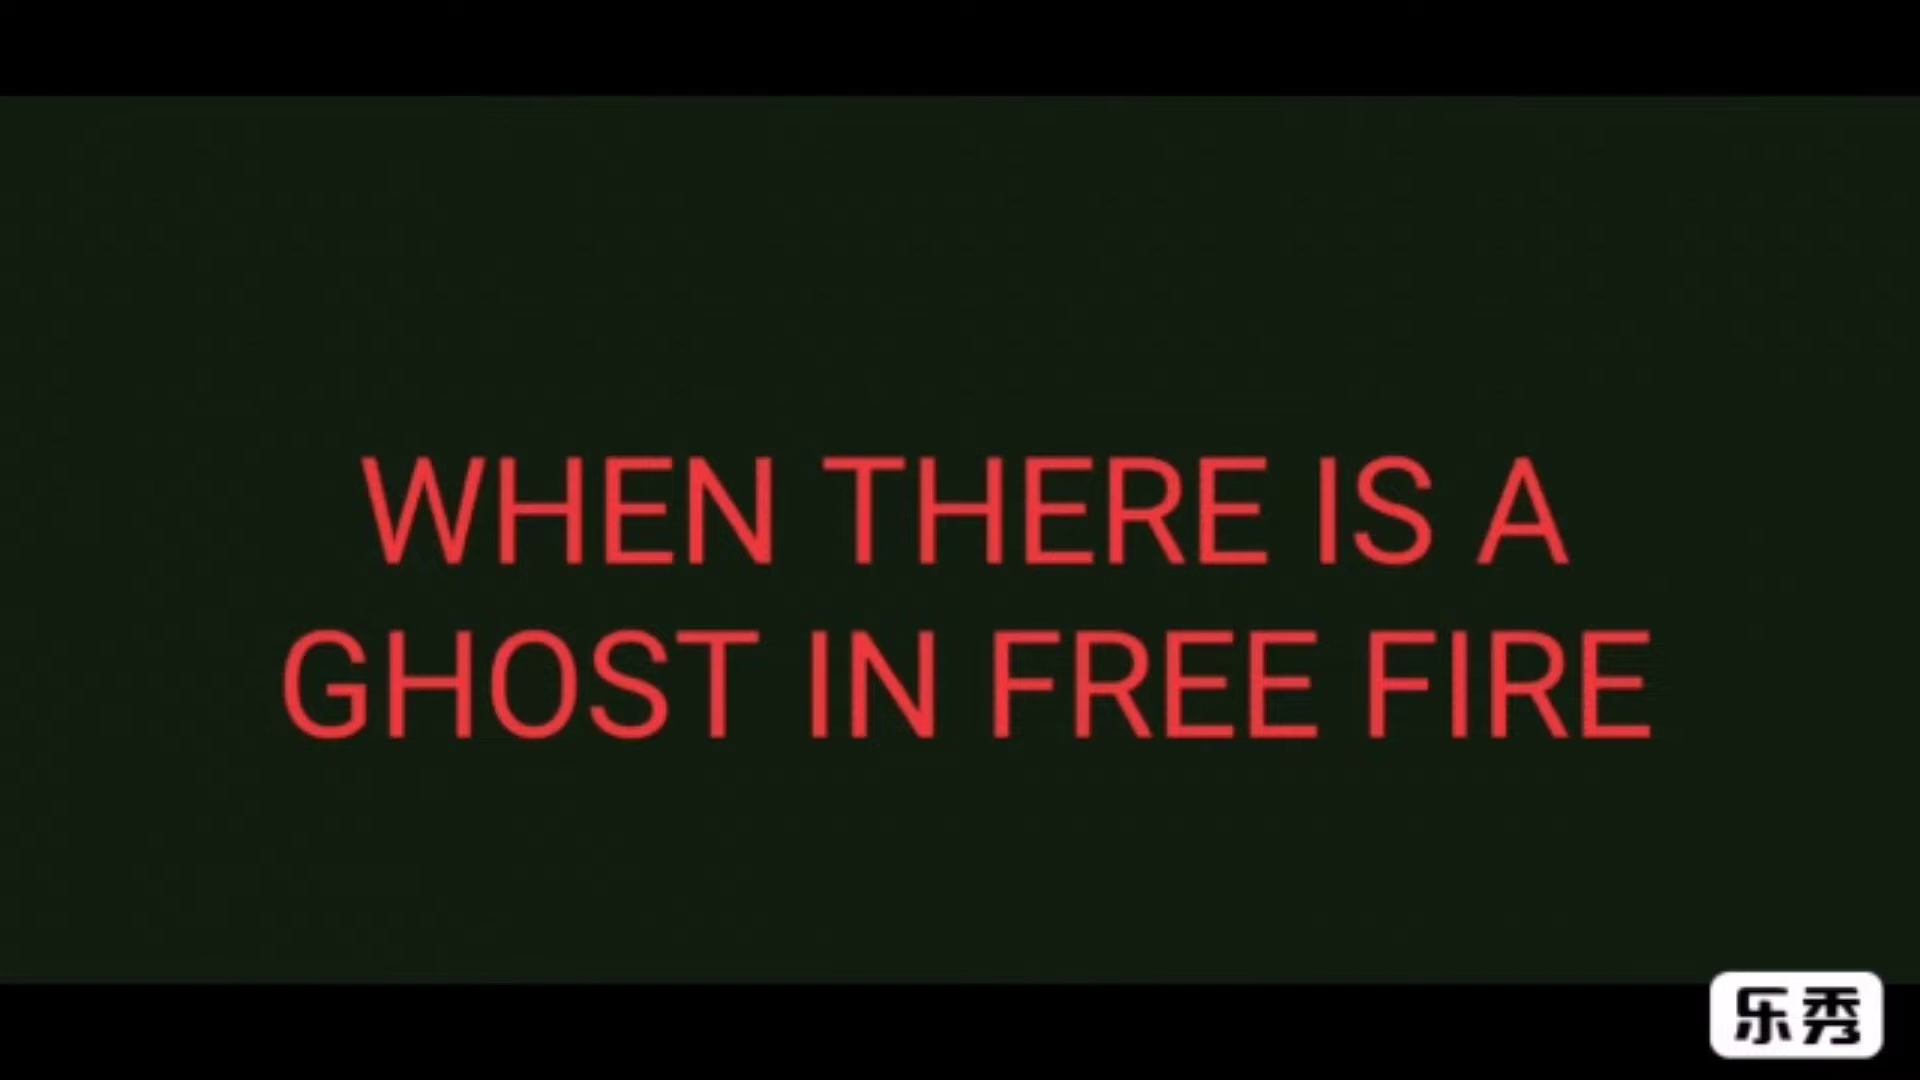 WHEN THERE IS A
GHOST IN FREE FIRE
乐秀